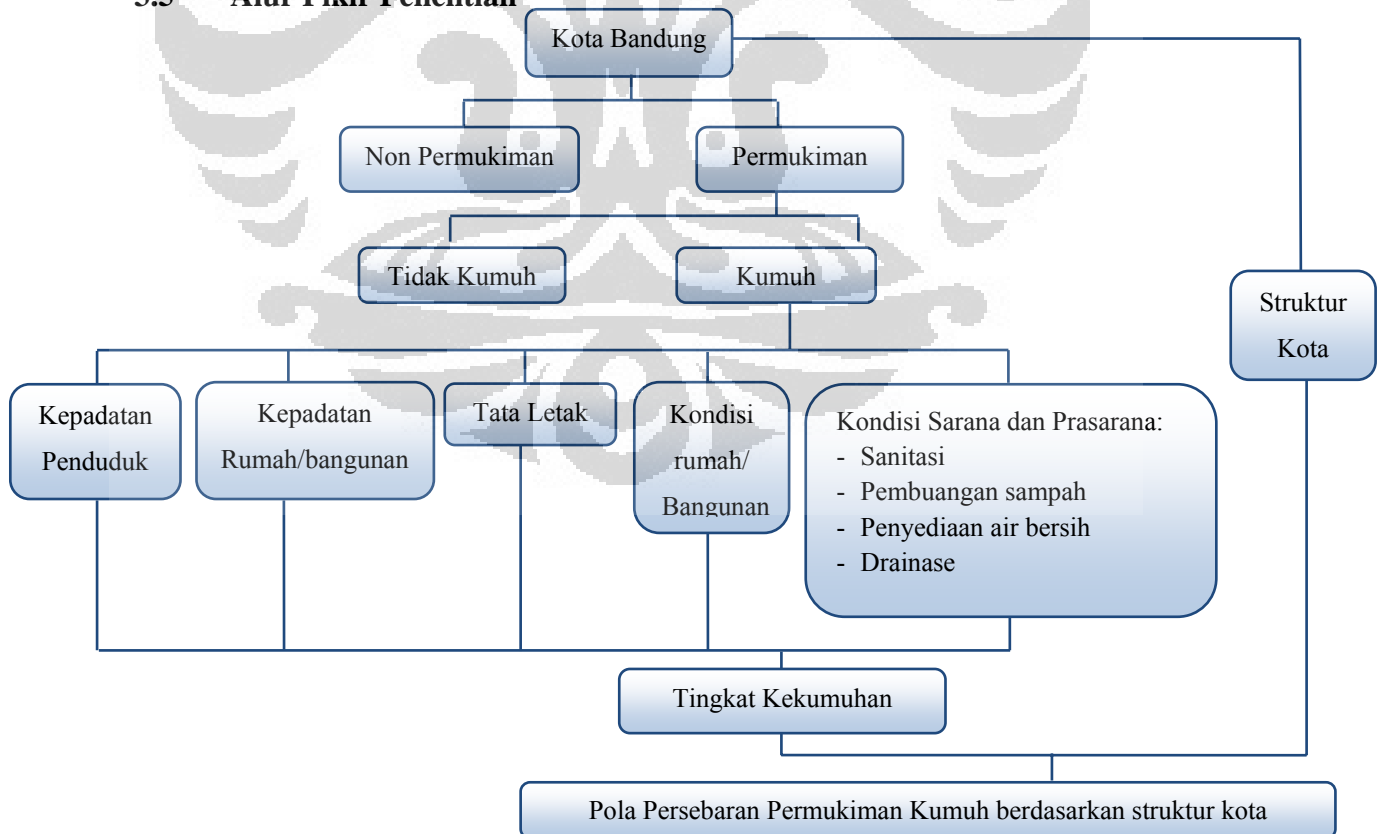 3.3 Alur Pikir Penelitian
Kota Bandung
Non Permukiman
Permukiman
Tidak Kumuh
Kumuh
Struktur
Kota
Kepadatan
Penduduk
Kepadatan
Rumah/bangunan
Tata Letak
Kondisi
rumah/
Bangunan
Kondisi Sarana dan Prasarana:
- Sanitasi
- Pembuangan sampah
- Penyediaan air bersih
- Drainase
Tingkat Kekumuhan
Pola Persebaran Permukiman Kumuh berdasarkan struktur kota